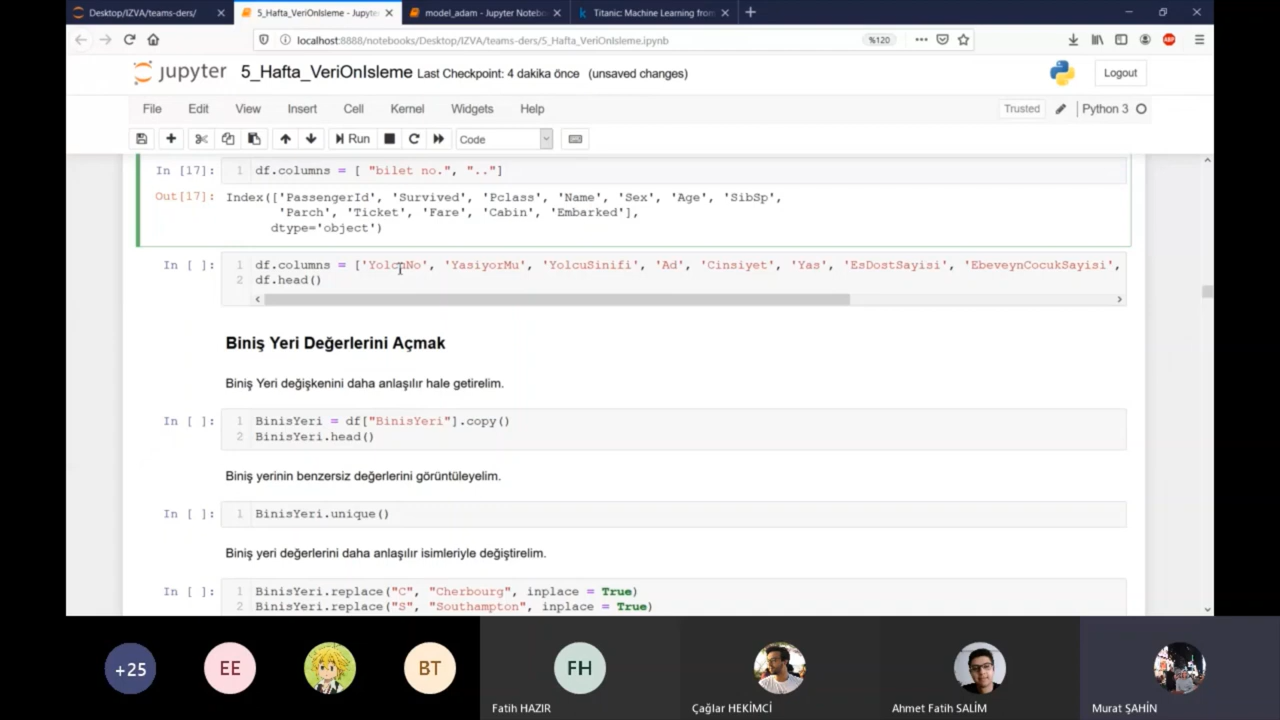 Desktop/IZVA/teams-ders/
5_Hafta_VeriOnIsleme - Jupyte
model_adam - Jupyter Notebo
Titanic: Machine Learning from
localhost:8888/notebooks/Desktop/IZVA/teams-ders/5_Hafta_VeriOnIsleme.ipynb
%120
ABP
jupyter 5_Hafta_VeriOnIsleme Last Checkpoint: 4 dakika önce (unsaved changes)
Logout
File Edit View Insert Cell Kernel Widgets Help
Trusted
Python 3
Run
Code
In [17]: 1 df.columns = [ "bilet no.", ".."]
Out[17]: Index(['PassengerId', 'Survived', 'Pclass', 'Name', 'Sex', 'Age', 'SibSp',
'Parch', 'Ticket', 'Fare', 'Cabin', 'Embarked'],
dtype='object')
In [ ]: 1 df.columns = ['YolcuNo', 'YasiyorMu', 'YolcuSinifi', 'Ad', 'Cinsiyet', 'Yas', 'EsDostSayisi', 'EbeveynCocukSayisi',
2 df.head()
Biniş Yeri Değerlerini Açmak
Biniş Yeri değişkenini daha anlaşılır hale getirelim.
In [ ]: 1 BinisYeri = df["BinisYeri"].copy()
2 BinisYeri.head()
Biniş yerinin benzersiz değerlerini görüntüleyelim.
In [ ]: 1 BinisYeri.unique()
Biniş yeri değerlerini daha anlaşılır isimleriyle değiştirelim.
In [ ]: 1 BinisYeri.replace("C", "Cherbourg", inplace = True)
2 BinisYeri.replace("S", "Southampton", inplace = True)
+25
EE
BT
FH
Fatih HAZIR
Çağlar HEKİMCİ
Ahmet Fatih SALİM
Murat ŞAHİN